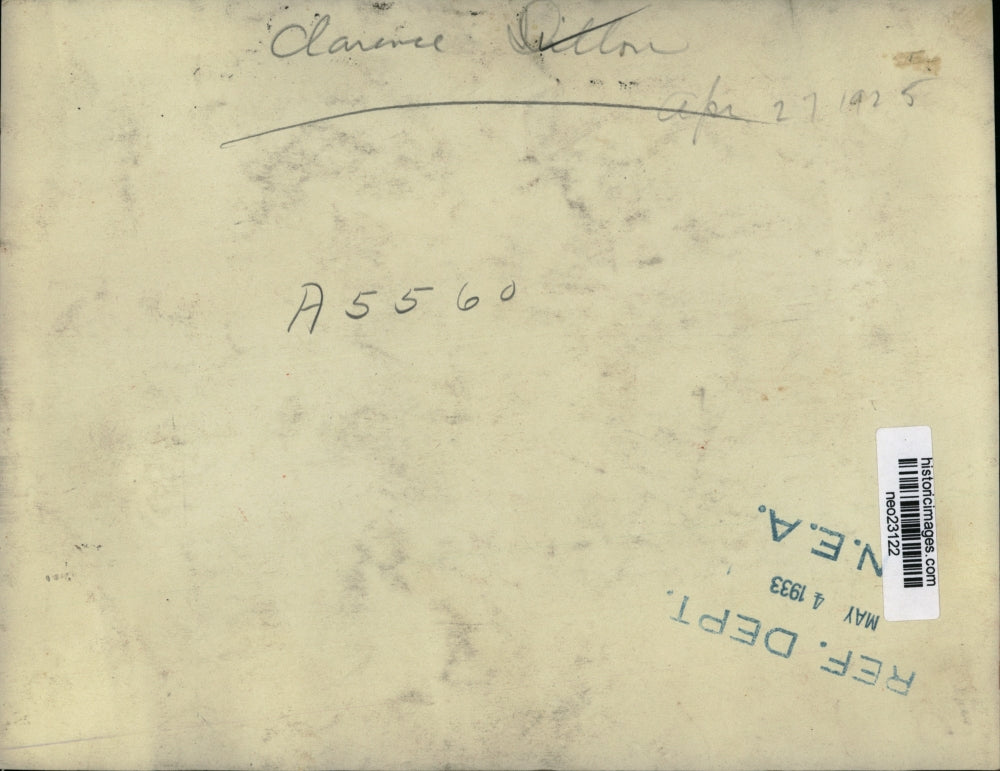 Clarence Dillon
Apr 27 1925
A5560
historicimages.com
neo23122
REF. DEPT.
MAY 4 1933
N.E.A.